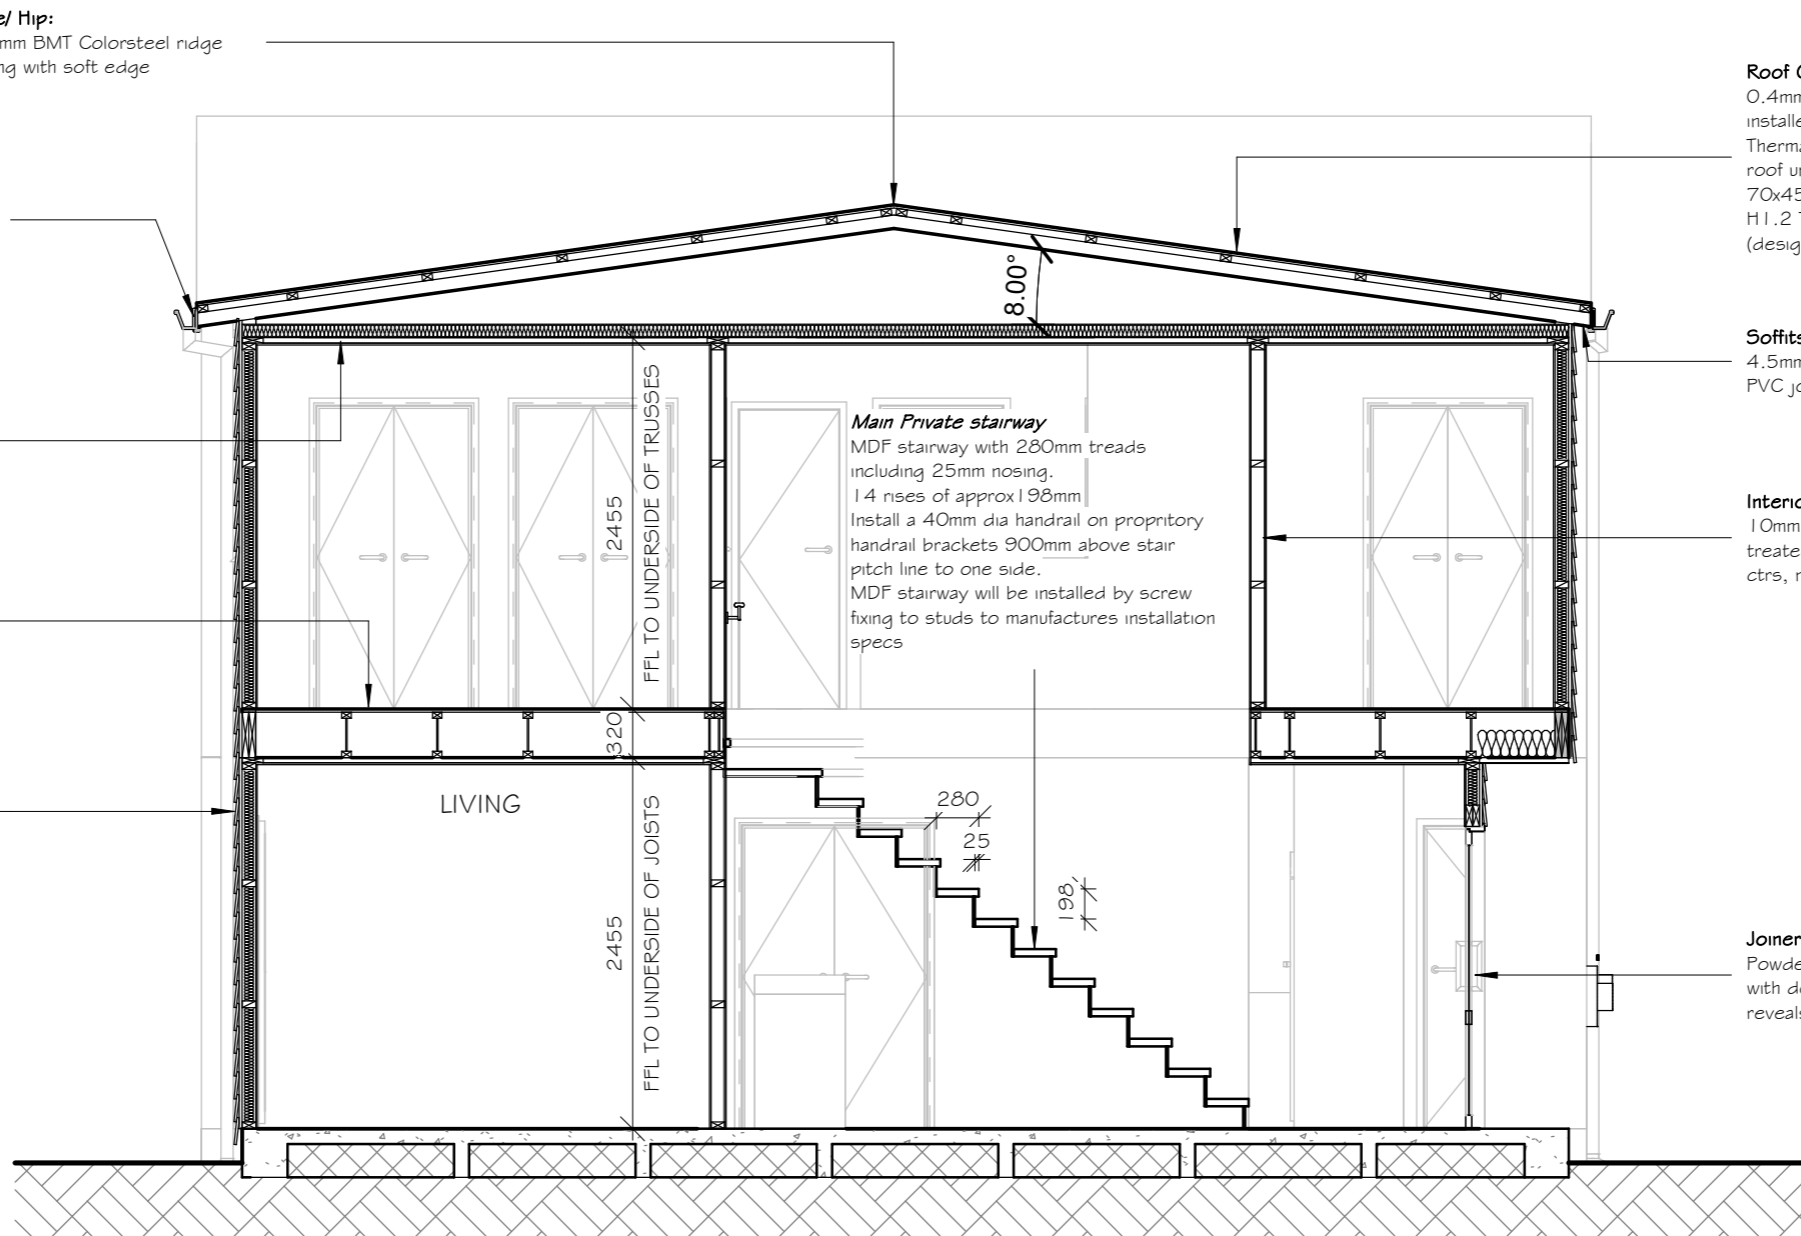 e/ Hip:
mm BMT Colorsteel ridge
ng with soft edge
Roof
0.4mm
installe
Therma
roof u
70x45
H1.2
(desig
8.00°
Soffits
4.5mm
PVC jo
FFL TO UNDERSIDE OF TRUSSES
2455
Main Private stairway
MDF stairway with 280mm treads
including 25mm nosing.
14 rises of approx198mm
Install a 40mm dia handrail on propritory
handrail brackets 900mm above stair
pitch line to one side.
MDF stairway will be installed by screw
fixing to studs to manufactures installation
specs
Interio
10mm
treate
ctrs, r
320
LIVING
280
25
198
FFL TO UNDERSIDE OF JOISTS
2455
Joiner
Powde
with de
reveals